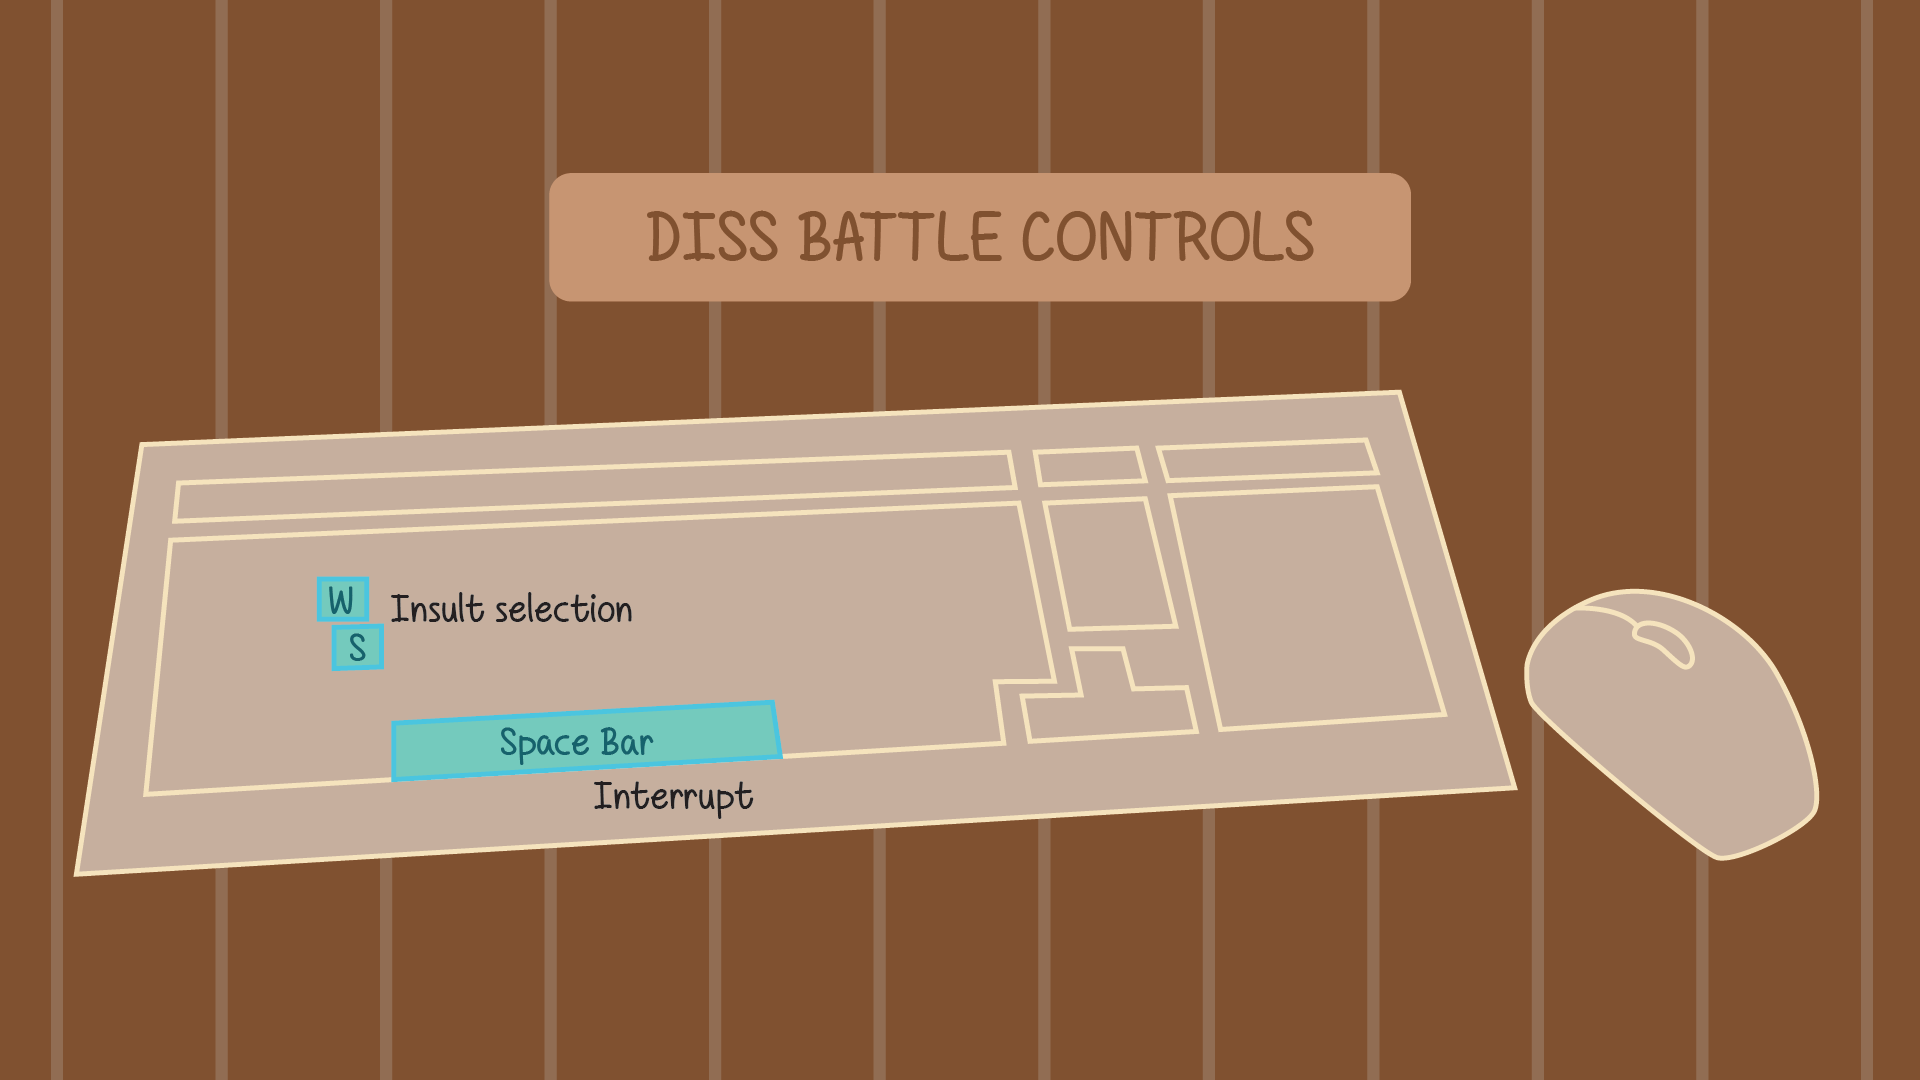 DISS BATTLE CONTROLS
W
Insult selection
S
Space Bar
Interrupt